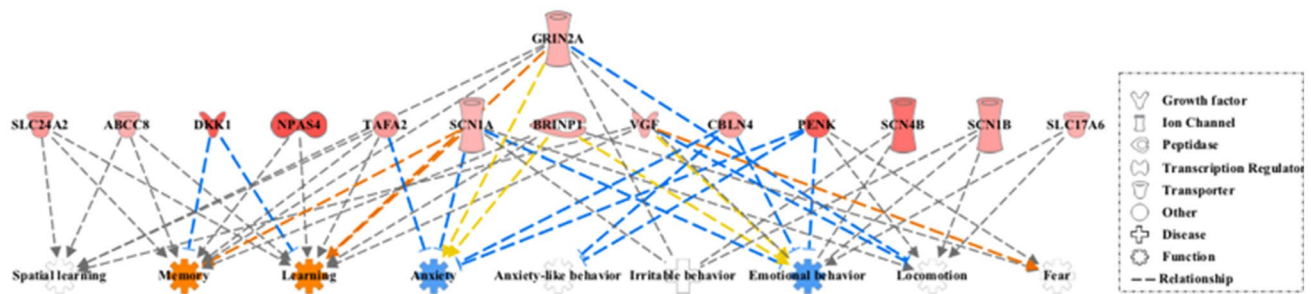 GRIN2A
SLC24A2 ABCC8 DKK1 NPAS4 TAFA2 SCN1A BRINP1 VGF CBLN4 PENK SCN4B SCN1B SLC17A6
Spatial learning Memory Learning Anxiety Anxiety-like behavior Irritable behavior Emotional behavior Locomotion Fear
Growth factor
Ion Channel
Peptidase
Transcription Regulator
Transporter
Other
Disease
Function
Relationship